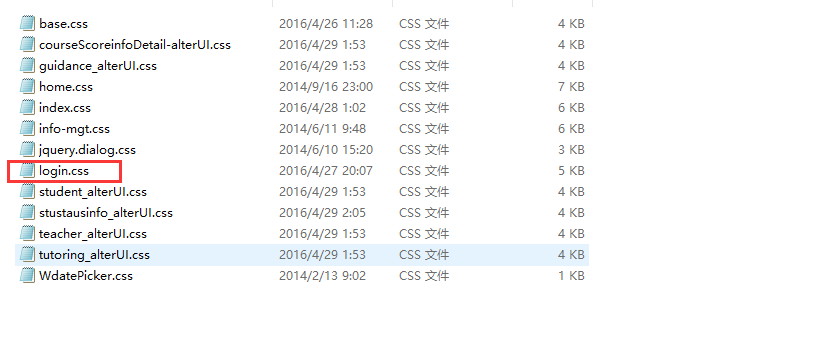 base.css 2016/4/26 11:28 CSS 文件 4 KB
courseScoreinfoDetail-alterUI.css 2016/4/29 1:53 CSS 文件 4 KB
guidance_alterUI.css 2016/4/29 1:53 CSS 文件 4 KB
home.css 2014/9/16 23:00 CSS 文件 7 KB
index.css 2016/4/28 1:02 CSS 文件 6 KB
info-mgt.css 2014/6/11 9:48 CSS 文件 6 KB
jquery.dialog.css 2014/6/10 15:20 CSS 文件 3 KB
login.css 2016/4/27 20:07 CSS 文件 5 KB
student_alterUI.css 2016/4/29 1:53 CSS 文件 4 KB
stustausinfo_alterUI.css 2016/4/29 2:05 CSS 文件 4 KB
teacher_alterUI.css 2016/4/29 1:53 CSS 文件 4 KB
tutoring_alterUI.css 2016/4/29 1:53 CSS 文件 4 KB
WdatePicker.css 2014/2/13 9:02 CSS 文件 1 KB